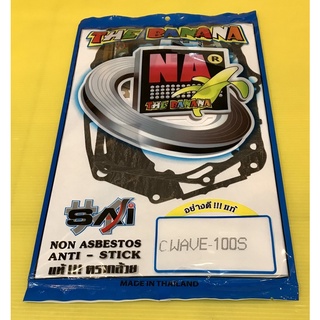 THE BANANA
NA®
THE BANANA
SAi
อย่างดี !!! แท้
CWAVE-100S
NON ASBESTOS
ANTI - STICK
แท้ !!! ตรากล้วย
MADE IN THAILAND